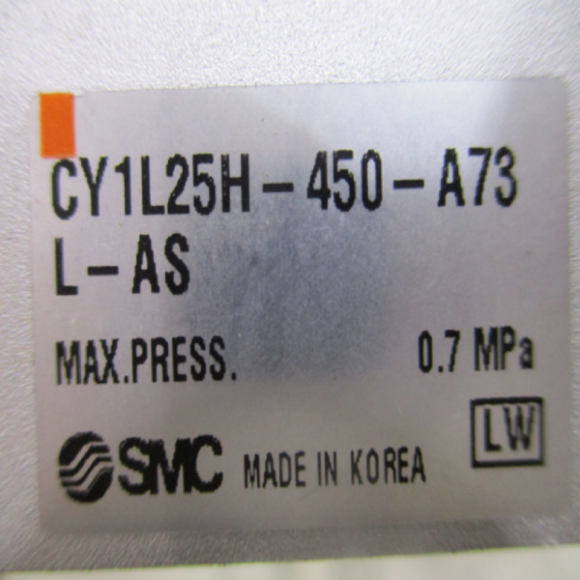 CY1L25H-450-A73
L-AS
MAX.PRESS. 0.7 MPa
SMC MADE IN KOREA LW